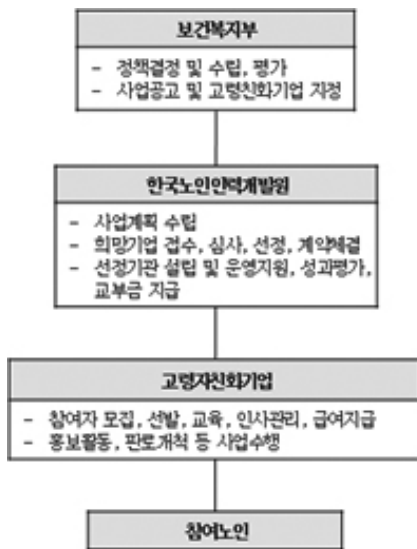 보건복지부
- 정책결정 및 수립, 평가
- 사업공고 및 고령친화기업 지정
한국노인인력개발원
- 사업계획 수립
- 희망기업 접수, 심사, 선정, 계약체결
- 선정기관 설립 및 운영지원, 성과평가,
교부금 지급
고령자친화기업
- 참여자 모집, 선발, 교육, 인사관리, 급여지급
- 홍보활동, 판로개척 등 사업수행
참여노인